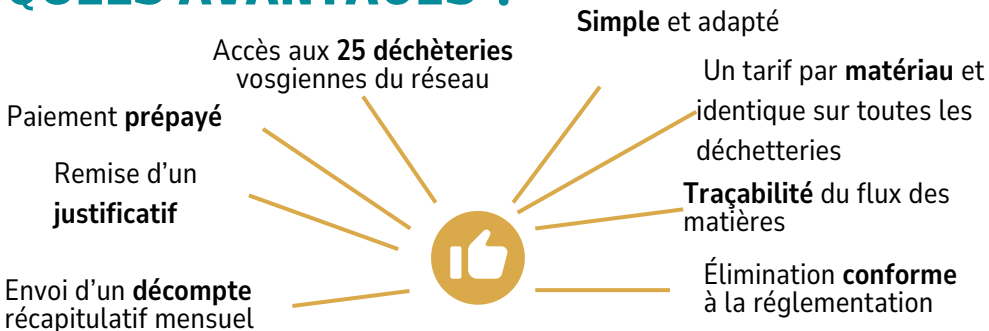 QUELS AVANTAGES ?
Simple et adapté
Accès aux 25 déchèteries
vosgiennes du réseau
Un tarif par matériau et
identique sur toutes les
déchetteries
Paiement prépayé
Remise d'un
justificatif
Traçabilité du flux des
matières
Envoi d'un décompte
récapitulatif mensuel
Élimination conforme
à la réglementation